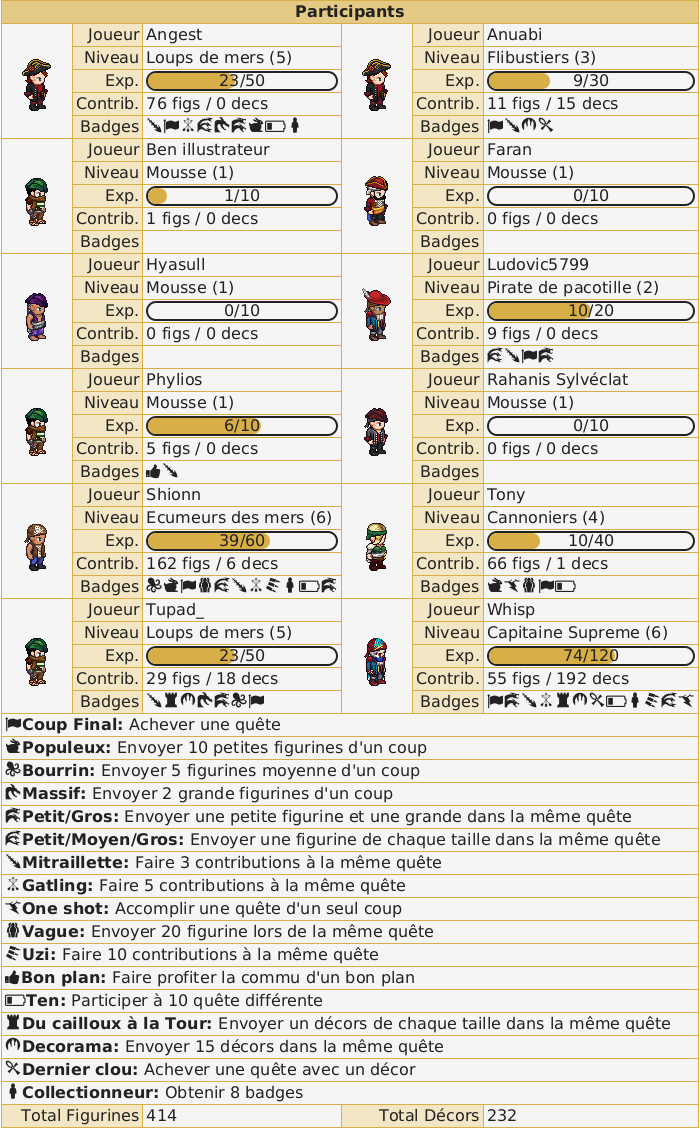 Participants
Joueur Angest
Niveau Loups de mers (5)
Exp. 23/50
Contrib. 76 figs / 0 decs
Badges
Joueur Anuabi
Niveau Flibustiers (3)
Exp. 9/30
Contrib. 11 figs / 15 decs
Badges
Joueur Ben illustrateur
Niveau Mousse (1)
Exp. 1/10
Contrib. 1 figs / 0 decs
Badges
Joueur Faran
Niveau Mousse (1)
Exp. 0/10
Contrib. 0 figs / 0 decs
Badges
Joueur Hyasull
Niveau Mousse (1)
Exp. 0/10
Contrib. 0 figs / 0 decs
Badges
Joueur Ludovic5799
Niveau Pirate de pacotille (2)
Exp. 10/20
Contrib. 9 figs / 0 decs
Badges
Joueur Phylios
Niveau Mousse (1)
Exp. 6/10
Contrib. 5 figs / 0 decs
Badges
Joueur Rahanis Sylvéclat
Niveau Mousse (1)
Exp. 0/10
Contrib. 0 figs / 0 decs
Badges
Joueur Shionn
Niveau Ecumeurs des mers (6)
Exp. 39/60
Contrib. 162 figs / 6 decs
Badges
Joueur Tony
Niveau Cannoniers (4)
Exp. 10/40
Contrib. 66 figs / 1 decs
Badges
Joueur Tupad_
Niveau Loups de mers (5)
Exp. 23/50
Contrib. 29 figs / 18 decs
Badges
Joueur Whisp
Niveau Capitaine Supreme (6)
Exp. 74/120
Contrib. 55 figs / 192 decs
Badges
Coup Final: Achever une quête
Populeux: Envoyer 10 petites figurines d'un coup
Bourrin: Envoyer 5 figurines moyenne d'un coup
Massif: Envoyer 2 grande figurines d'un coup
Petit/Gros: Envoyer une petite figurine et une grande dans la même quête
Petit/Moyen/Gros: Envoyer une figurine de chaque taille dans la même quête
Mitraillette: Faire 3 contributions à la même quête
Gatling: Faire 5 contributions à la même quête
One shot: Accomplir une quête d'un seul coup
Vague: Envoyer 20 figurine lors de la même quête
Uzi: Faire 10 contributions à la même quête
Bon plan: Faire profiter la commu d'un bon plan
Ten: Participer à 10 quête différente
Du cailloux à la Tour: Envoyer un décors de chaque taille dans la même quête
Decorama: Envoyer 15 décors dans la même quête
Dernier clou: Achever une quête avec un décor
Collectionneur: Obtenir 8 badges
Total Figurines 414
Total Décors 232